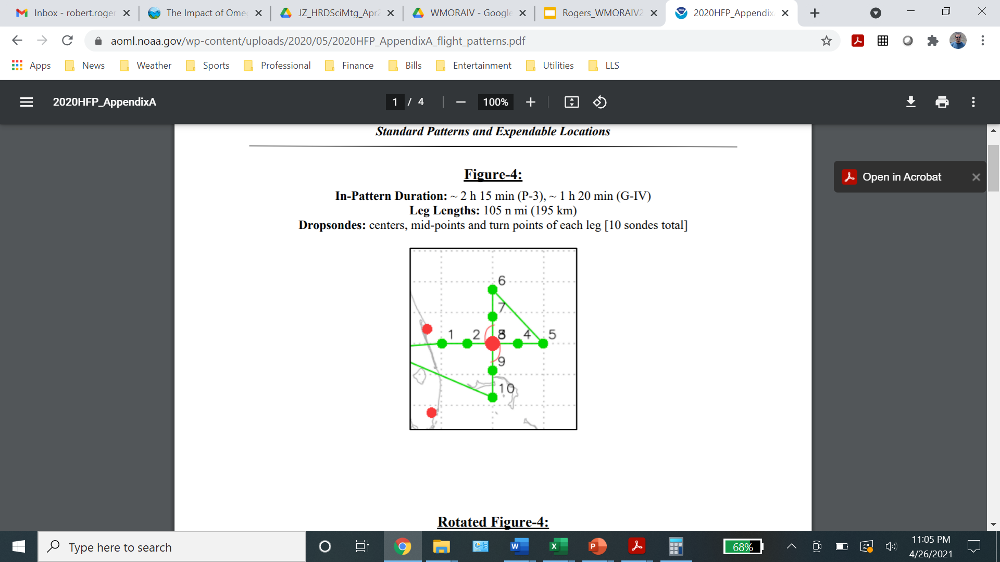 Inbox - robert.roger
The Impact of Ome
JZ_HRDSciMtg_Apr2
WMORAIV - Google
Rogers_WMORAIV2
2020HFP_Appendix
aoml.noaa.gov/wp-content/uploads/2020/05/2020HFP_AppendixA_flight_patterns.pdf
Apps News Weather Sports Professional Finance Bills Entertainment Utilities LLS
2020HFP_AppendixA
1 / 4
100%
Standard Patterns and Expendable Locations
Open in Acrobat
Figure-4:
In-Pattern Duration: ~ 2 h 15 min (P-3), ~ 1 h 20 min (G-IV)
Leg Lengths: 105 n mi (195 km)
Dropsondes: centers, mid-points and turn points of each leg [10 sondes total]
6
7
1 2 8 4 5
9
10
Rotated Figure-4:
Type here to search
68%
11:05 PM
4/26/2021